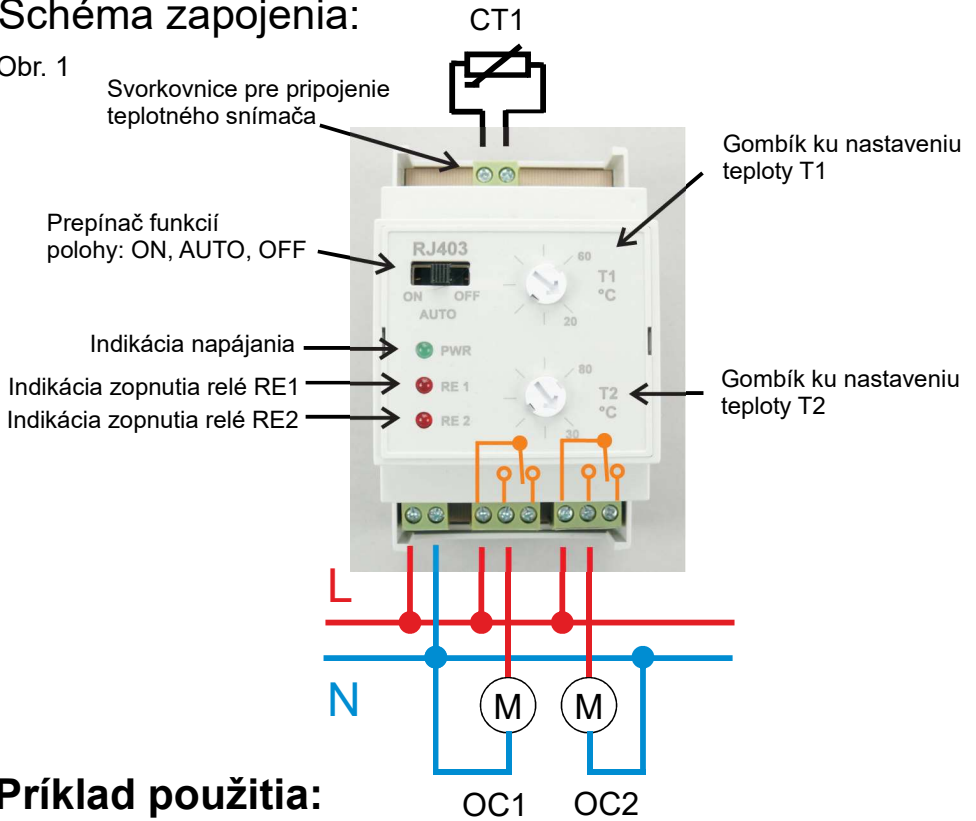 Schéma zapojenia:
CT1
Obr. 1
Svorkovnice pre pripojenie
teplotného snímača
Gombík ku nastaveniu
teploty T1
Prepínač funkcií
polohy: ON, AUTO, OFF
RJ403
ON OFF
AUTO
60
T1
°C
20
Indikácia napájania
PWR
Indikácia zopnutia relé RE1
RE 1
Indikácia zopnutia relé RE2
RE 2
80
T2
°C
30
Gombík ku nastaveniu
teploty T2
L
N
M
M
OC1
OC2
Príklad použitia: